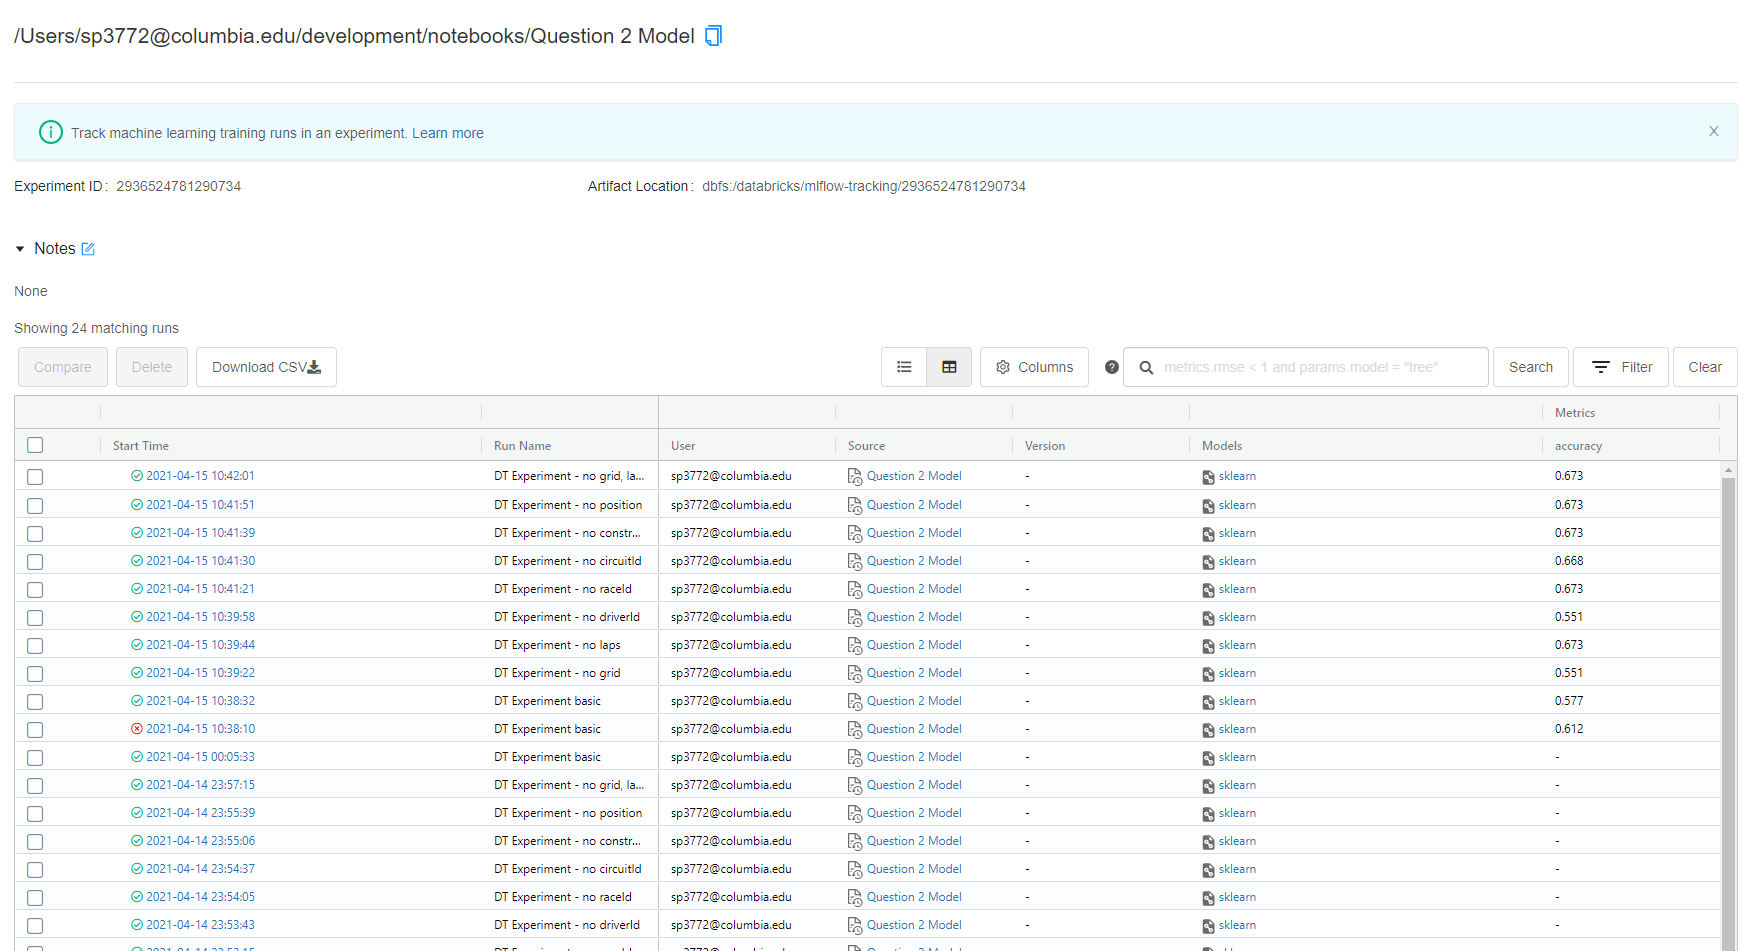 /Users/sp3772@columbia.edu/development/notebooks/Question 2 Model
Track machine learning training runs in an experiment. Learn more X
Experiment ID: 2936524781290734 Artifact Location: dbfs:/databricks/mlflow-tracking/2936524781290734
Notes
None
Showing 24 matching runs
Compare Delete Download CSV Columns ? metrics.rmse < 1 and params.model = "tree" Search Filter Clear
Metrics
Start Time Run Name User Source Version Models accuracy
2021-04-15 10:42:01 DT Experiment - no grid, la... sp3772@columbia.edu Question 2 Model - sklearn 0.673
2021-04-15 10:41:51 DT Experiment - no position sp3772@columbia.edu Question 2 Model - sklearn 0.673
2021-04-15 10:41:39 DT Experiment - no constr... sp3772@columbia.edu Question 2 Model - sklearn 0.673
2021-04-15 10:41:30 DT Experiment - no circuitId sp3772@columbia.edu Question 2 Model - sklearn 0.668
2021-04-15 10:41:21 DT Experiment - no raceId sp3772@columbia.edu Question 2 Model - sklearn 0.673
2021-04-15 10:39:58 DT Experiment - no driverId sp3772@columbia.edu Question 2 Model - sklearn 0.551
2021-04-15 10:39:44 DT Experiment - no laps sp3772@columbia.edu Question 2 Model - sklearn 0.673
2021-04-15 10:39:22 DT Experiment - no grid sp3772@columbia.edu Question 2 Model - sklearn 0.551
2021-04-15 10:38:32 DT Experiment basic sp3772@columbia.edu Question 2 Model - sklearn 0.577
2021-04-15 10:38:10 DT Experiment basic sp3772@columbia.edu Question 2 Model - sklearn 0.612
2021-04-15 00:05:33 DT Experiment basic sp3772@columbia.edu Question 2 Model - sklearn -
2021-04-14 23:57:15 DT Experiment - no grid, la... sp3772@columbia.edu Question 2 Model - sklearn -
2021-04-14 23:55:39 DT Experiment - no position sp3772@columbia.edu Question 2 Model - sklearn -
2021-04-14 23:55:06 DT Experiment - no constr... sp3772@columbia.edu Question 2 Model - sklearn -
2021-04-14 23:54:37 DT Experiment - no circuitId sp3772@columbia.edu Question 2 Model - sklearn -
2021-04-14 23:54:05 DT Experiment - no raceId sp3772@columbia.edu Question 2 Model - sklearn -
2021-04-14 23:53:43 DT Experiment - no driverId sp3772@columbia.edu Question 2 Model - sklearn -